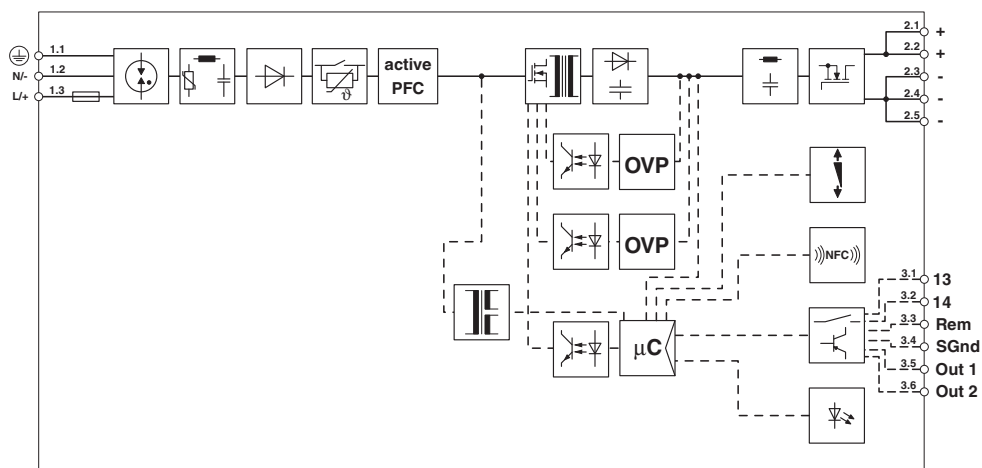 1.1
N/-
1.2
L/+
1.3
ϑ
active
PFC
2.1
+
2.2
+
2.3
-
2.4
-
2.5
-
OVP
OVP
NFC
µC
3.1
13
3.2
14
3.3
Rem
3.4
SGnd
3.5
Out 1
3.6
Out 2